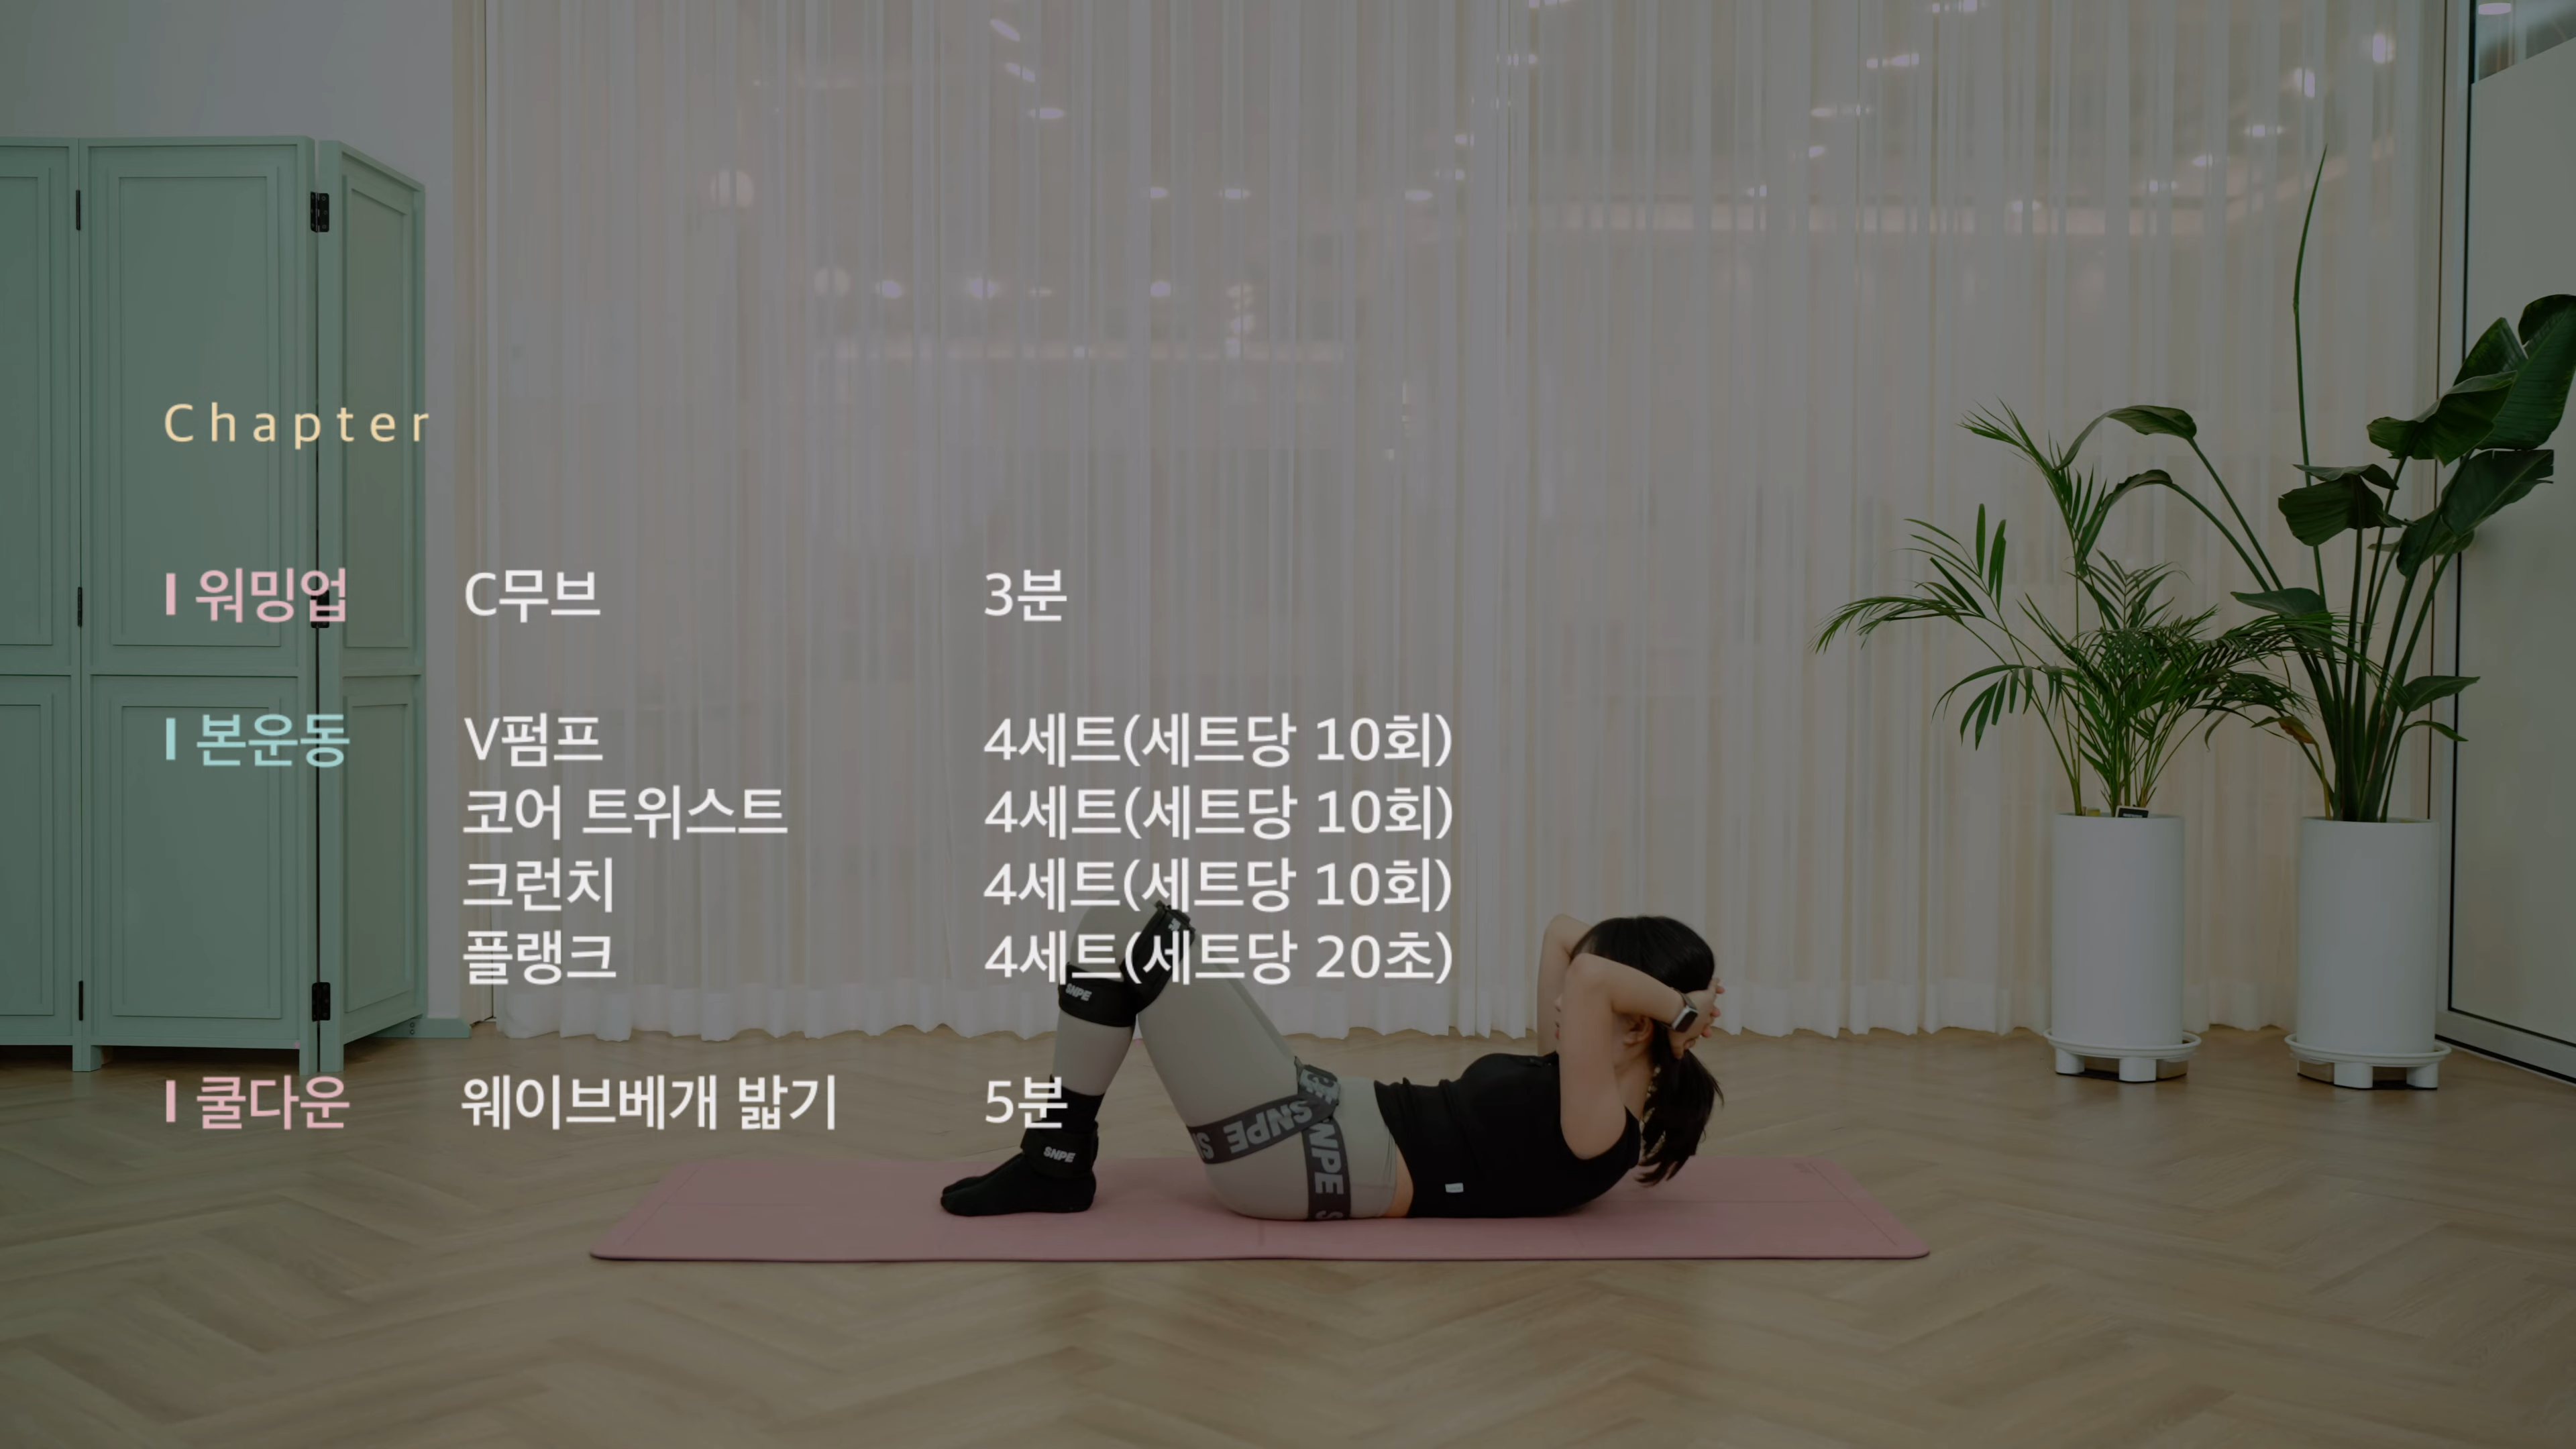 Chapter
워밍업 C무브 3분
본운동 V펌프 4세트(세트당 10회)
코어 트위스트 4세트(세트당 10회)
크런치 4세트(세트당 10회)
플랭크 4세트(세트당 20초)
쿨다운 웨이브베개 밟기 5분
SNPE
SNPE
SNPE
SNPE